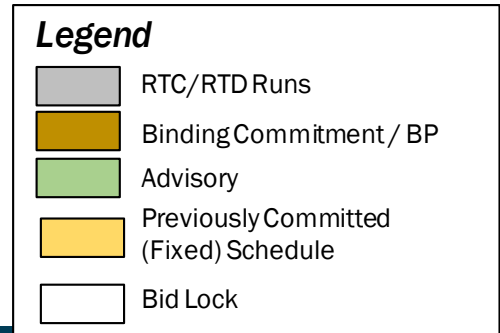 Legend
RTC/RTD Runs
Binding Commitment / BP
Advisory
Previously Committed
(Fixed) Schedule
Bid Lock